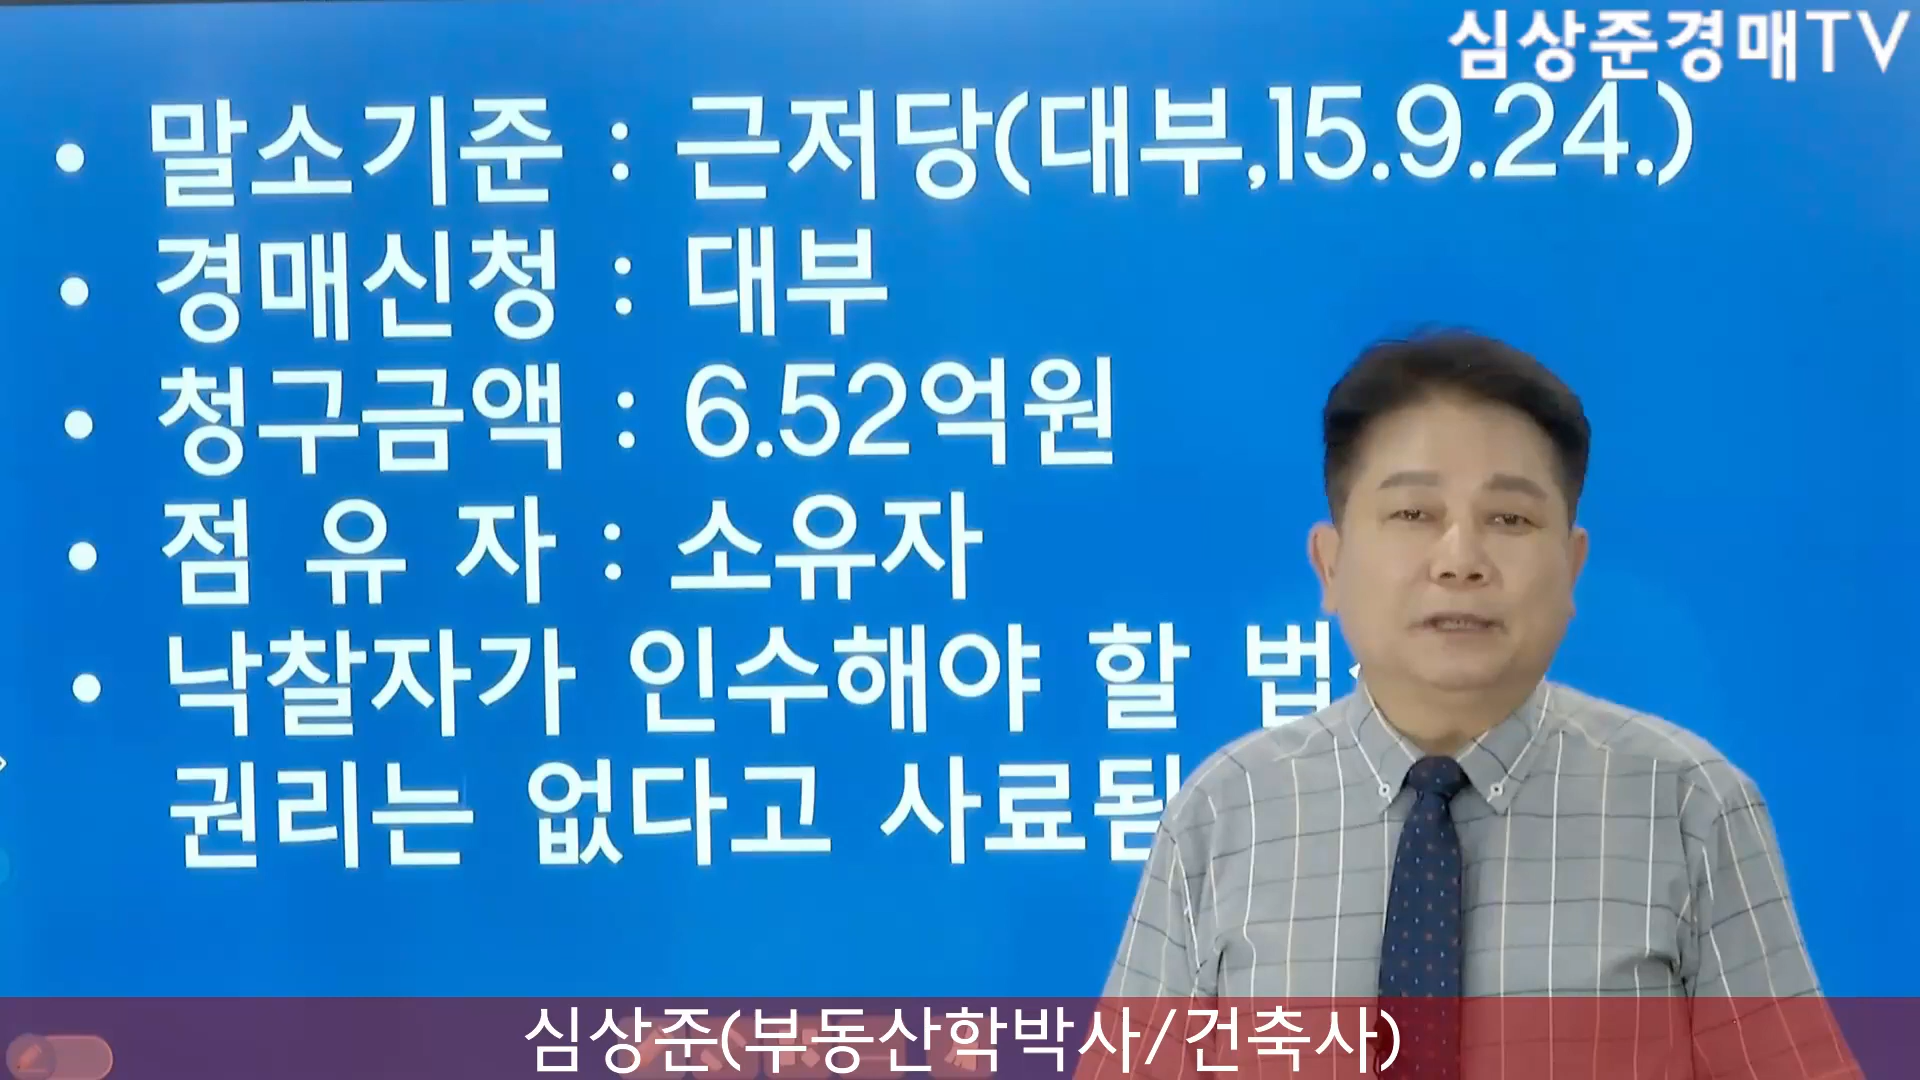 심상준경매TV
• 말소기준 : 근저당(대부,15.9.24.)
• 경매신청 : 대부
• 청구금액 : 6.52억원
• 점 유 자 : 소유자
• 낙찰자가 인수해야 할 법
권리는 없다고 사료됨
심상준(부동산학박사/건축사)